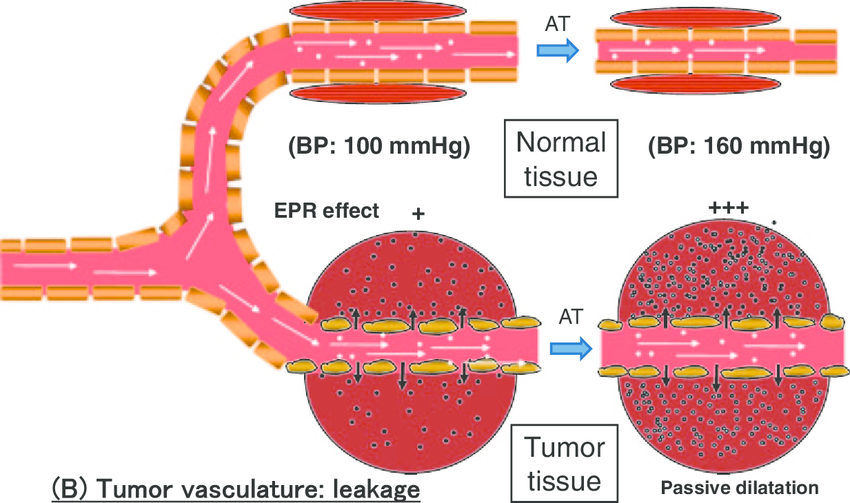 AT
(BP: 100 mmHg)
Normal
tissue
(BP: 160 mmHg)
EPR effect
+
+++
AT
Tumor
tissue
(B) Tumor vasculature: leakage
Passive dilatation